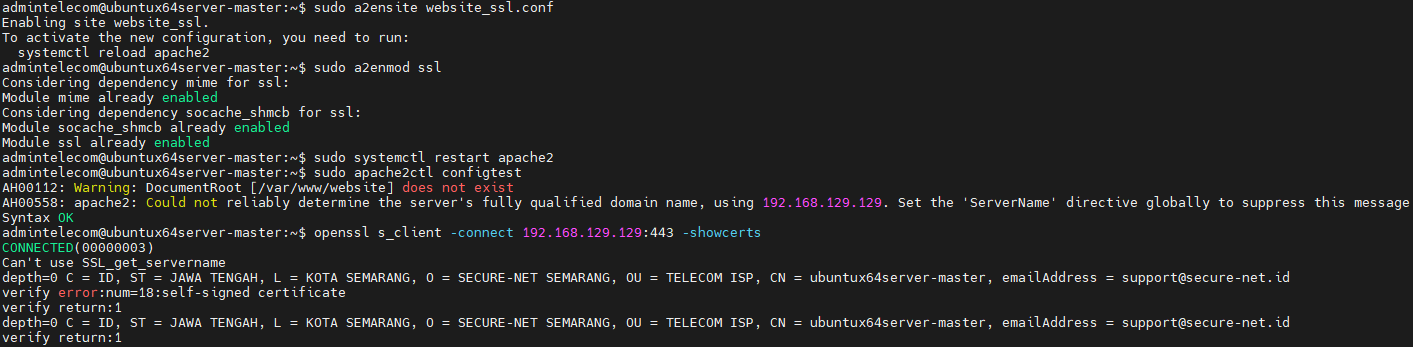 admintelecom@ubuntux64server-master:~$ sudo a2ensite website_ssl.conf
Enabling site website_ssl.
To activate the new configuration, you need to run:
  systemctl reload apache2
admintelecom@ubuntux64server-master:~$ sudo a2enmod ssl
Considering dependency mime for ssl:
Module mime already enabled
Considering dependency socache_shmcb for ssl:
Module socache_shmcb already enabled
Module ssl already enabled
admintelecom@ubuntux64server-master:~$ sudo systemctl restart apache2
admintelecom@ubuntux64server-master:~$ sudo apache2ctl configtest
AH00112: Warning: DocumentRoot [/var/www/website] does not exist
AH00558: apache2: Could not reliably determine the server's fully qualified domain name, using 192.168.129.129. Set the 'ServerName' directive globally to suppress this message
Syntax OK
admintelecom@ubuntux64server-master:~$ openssl s_client -connect 192.168.129.129:443 -showcerts
CONNECTED(00000003)
Can't use SSL_get_servername
depth=0 C = ID, ST = JAWA TENGAH, L = KOTA SEMARANG, O = SECURE-NET SEMARANG, OU = TELECOM ISP, CN = ubuntux64server-master, emailAddress = support@secure-net.id
verify error:num=18:self-signed certificate
verify return:1
depth=0 C = ID, ST = JAWA TENGAH, L = KOTA SEMARANG, O = SECURE-NET SEMARANG, OU = TELECOM ISP, CN = ubuntux64server-master, emailAddress = support@secure-net.id
verify return:1